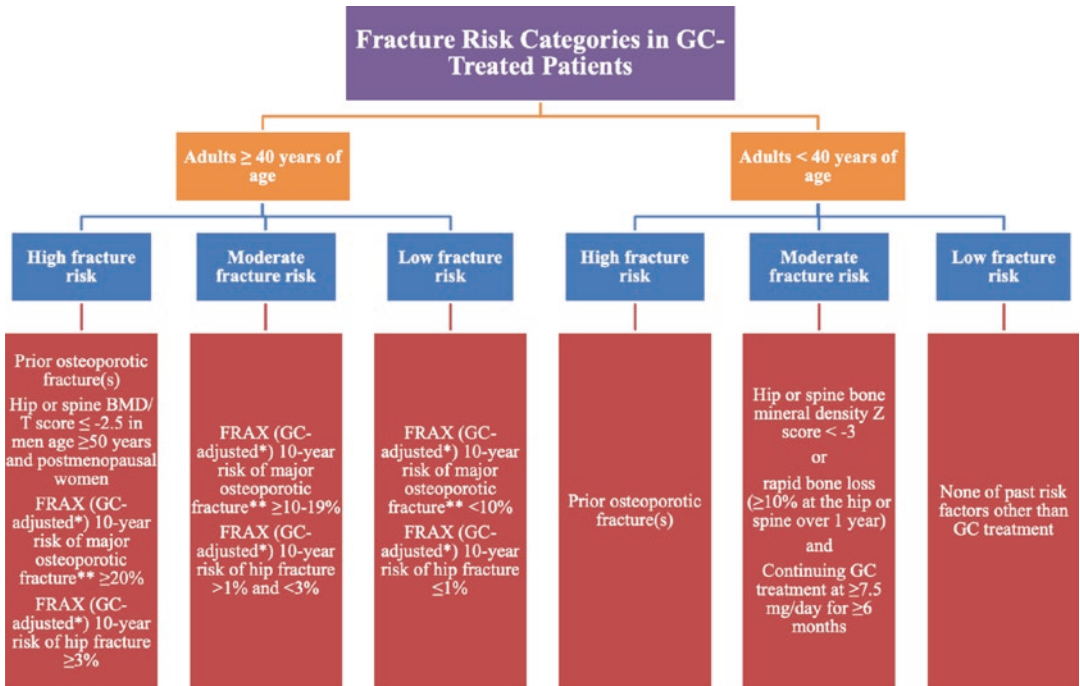 Fracture Risk Categories in GC-
Treated Patients
Adults ≥ 40 years of
age
Adults < 40 years of
age
High fracture
risk
Moderate
fracture risk
Low fracture
risk
High fracture
risk
Moderate
fracture risk
Low fracture
risk
Prior osteoporotic
fracture(s)
Hip or spine BMD/
T score ≤ -2.5 in
men age ≥50 years
and postmenopausal
women
FRAX (GC-
adjusted*) 10-year
risk of major
osteoporotic
fracture** ≥20%
FRAX (GC-
adjusted*) 10-year
risk of hip fracture
≥3%
FRAX (GC-
adjusted*) 10-year
risk of major
osteoporotic
fracture** ≥10-19%
FRAX (GC-
adjusted*) 10-year
risk of hip fracture
>1% and <3%
FRAX (GC-
adjusted*) 10-year
risk of major
osteoporotic
fracture** <10%
FRAX (GC-
adjusted*) 10-year
risk of hip fracture
≤1%
Prior osteoporotic
fracture(s)
Hip or spine bone
mineral density Z
score < -3
or
rapid bone loss
(≥10% at the hip or
spine over 1 year)
and
Continuing GC
treatment at ≥7.5
mg/day for ≥6
months
None of past risk
factors other than
GC treatment